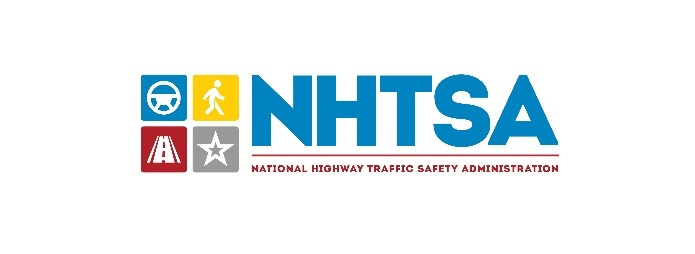 NHTSA
NATIONAL HIGHWAY TRAFFIC SAFETY ADMINISTRATION